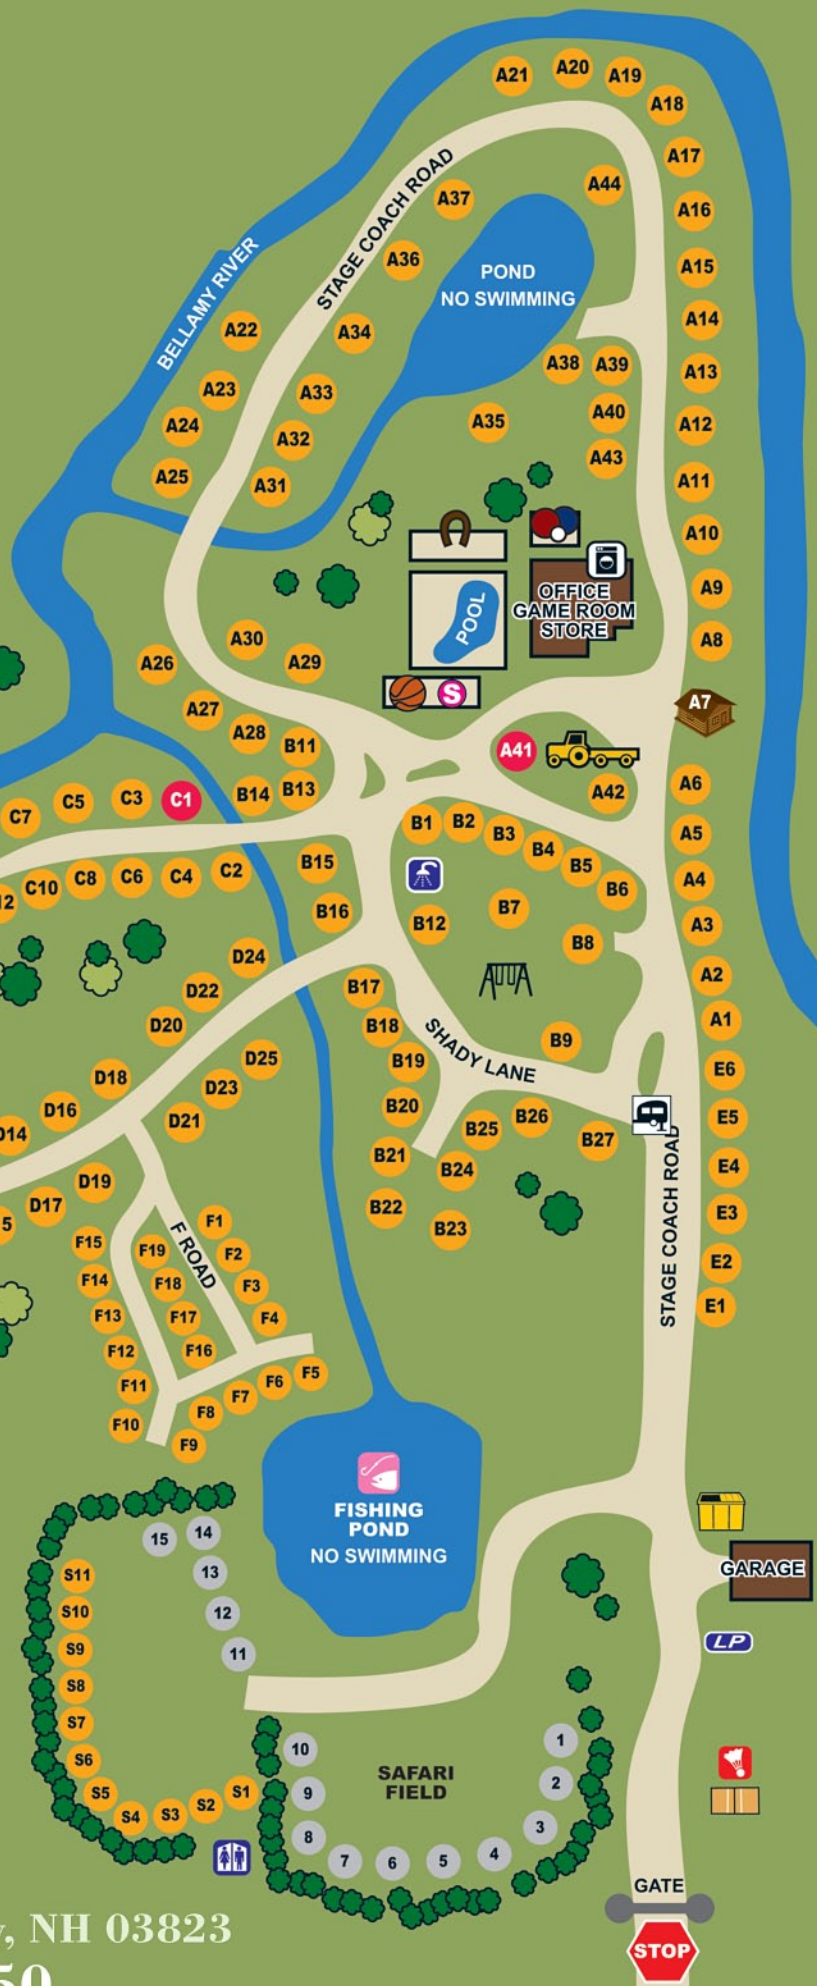 A21
A20
A19
A18
A17
A44
A37
A16
STAGE COACH ROAD
A36
A15
POND
NO SWIMMING
BELLAMY RIVER
A14
A22
A34
A38
A39
A13
A23
A33
A40
A12
A24
A35
A32
A43
A25
A31
A11
A10
OFFICE
GAME ROOM
STORE
POOL
A9
A30
A8
A26
A29
S
A7
A27
A28
B11
A41
C7
C5
C3
C1
B14
B13
A42
A6
B1
B2
B3
B4
B5
B6
A5
C10
C8
C6
C4
C2
B15
A4
B16
B12
B7
B8
A3
D24
A2
D22
B17
A1
D20
B18
SHADY LANE
B9
D25
B19
E6
D18
D23
D16
D21
B20
B26
E5
D14
B25
B27
B21
B24
E4
D19
D17
B22
B23
E3
5
F15
F19
F ROAD
F1
STAGE COACH ROAD
F14
F18
F2
E2
F13
F17
F3
E1
F12
F16
F4
F11
F10
F9
F8
F7
F6
F5
FISHING
POND
NO SWIMMING
15
14
13
12
11
GARAGE
LP
S11
S10
S9
S8
S7
S6
S5
S4
S3
S2
S1
10
9
8
7
6
5
4
3
2
1
SAFARI
FIELD
GATE
STOP
, NH 03823